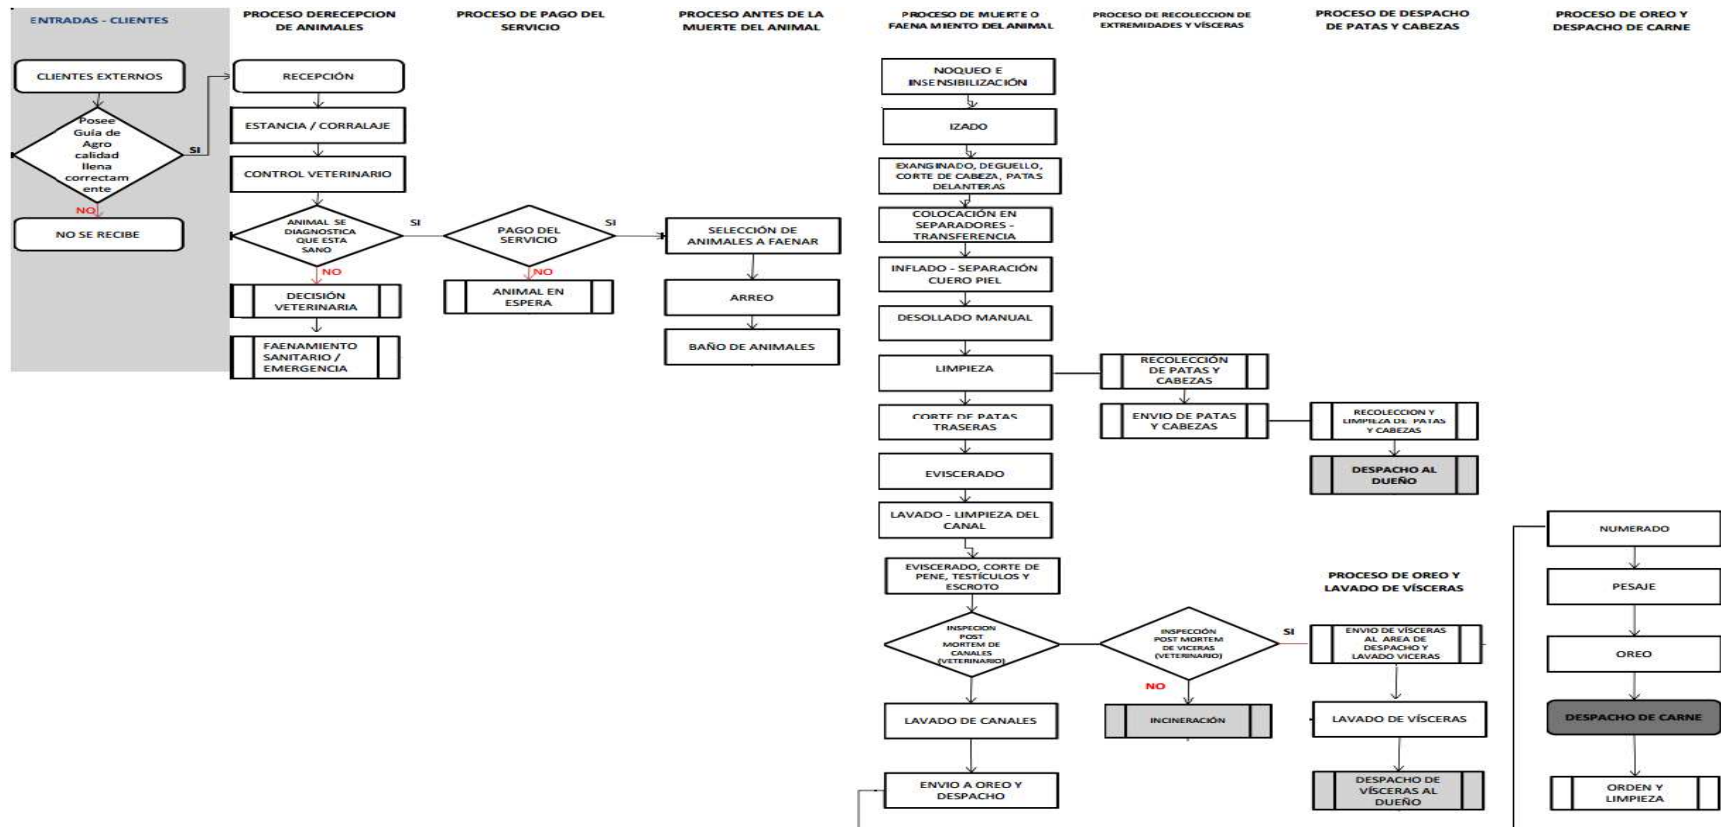 ENTRADAS - CLIENTES
CLIENTES EXTERNOS
Posee
Guía de
Agro
calidad
llena
correctam
ente
SI
NO
NO SE RECIBE
PROCESO DERECEPCION
DE ANIMALES
RECEPCIÓN
ESTANCIA / CORRALAJE
CONTROL VETERINARIO
ANIMAL SE
DIAGNOSTICA
QUE ESTA
SANO
SI
NO
DECISIÓN
VETERINARIA
FAENAMIENTO
SANITARIO /
EMERGENCIA
PROCESO DE PAGO DEL
SERVICIO
PAGO DEL
SERVICIO
SI
NO
ANIMAL EN
ESPERA
PROCESO ANTES DE LA
MUERTE DEL ANIMAL
SELECCIÓN DE
ANIMALES A FAENAR
ARREO
BAÑO DE ANIMALES
PROCESO DE MUERTE O
FAENA MIENTO DEL ANIMAL
NOQUEO E
INSENSIBILIZACIÓN
IZADO
EXANGINADO, DEGUELLO,
CORTE DE CABEZA, PATAS
DELANTERAS
COLOCACIÓN EN
SEPARADORES -
TRANSFERENCIA
INFLADO - SEPARACIÓN
CUERO PIEL
DESOLLADO MANUAL
LIMPIEZA
CORTE DE PATAS
TRASERAS
EVISCERADO
LAVADO - LIMPIEZA DEL
CANAL
EVISCERADO, CORTE DE
PENE, TESTÍCULOS Y
ESCROTO
INSPECION
POST
MORTEM DE
CANALES
(VETERINARIO)
LAVADO DE CANALES
ENVIO A OREO Y
DESPACHO
PROCESO DE RECOLECCION DE
EXTREMIDADES Y VÍSCERAS
RECOLECCIÓN
DE PATAS Y
CABEZAS
ENVIO DE PATAS
Y CABEZAS
INSPECCIÓN
POST MORTEM
DE VICERAS
(VETERINARIO)
SI
NO
INCINERACIÓN
PROCESO DE DESPACHO
DE PATAS Y CABEZAS
RECOLECCION Y
LIMPIEZA DE PATAS
Y CABEZAS
DESPACHO AL
DUEÑO
PROCESO DE OREO Y
LAVADO DE VÍSCERAS
ENVIO DE VÍSCERAS
AL AREA DE
DESPACHO Y
LAVADO VICERAS
LAVADO DE VÍSCERAS
DESPACHO DE
VÍSCERAS AL
DUEÑO
PROCESO DE OREO Y
DESPACHO DE CARNE
NUMERADO
PESAJE
OREO
DESPACHO DE CARNE
ORDEN Y
LIMPIEZA